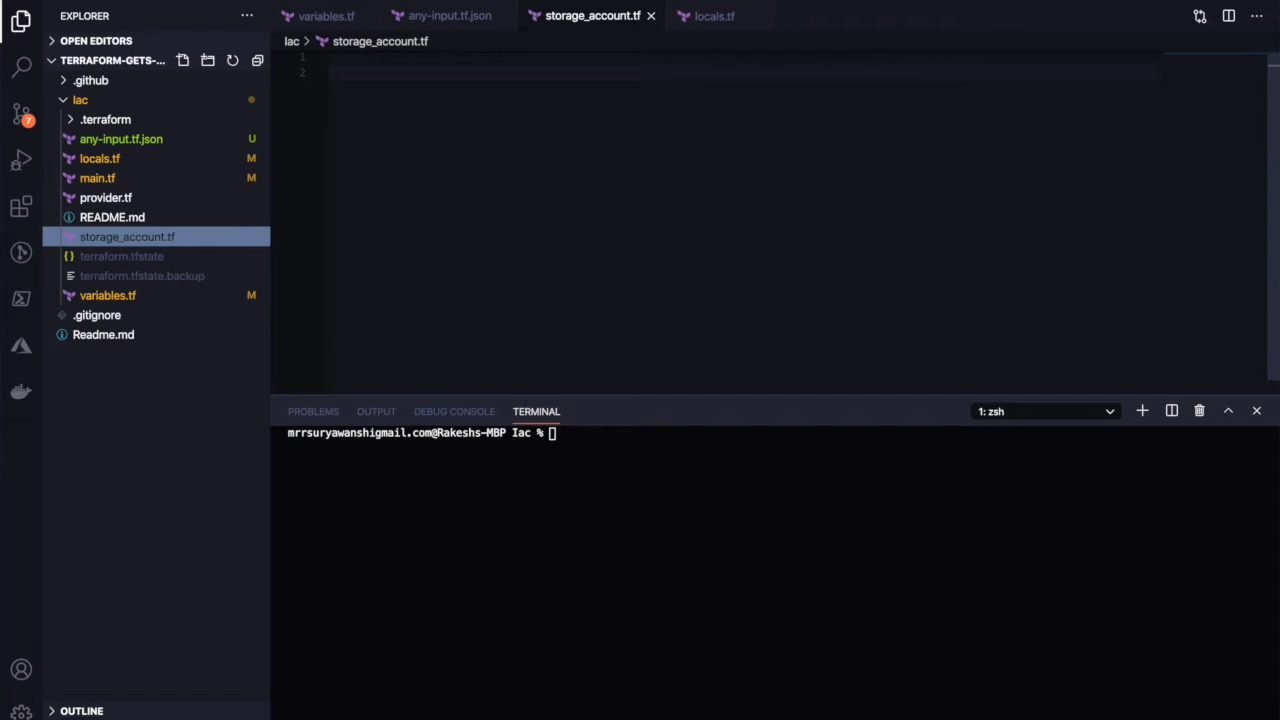 EXPLORER
variables.tf
any-input.tf.json
storage_account.tf
locals.tf
OPEN EDITORS
Iac
storage_account.tf
TERRAFORM-GETS-...
1
.github
2
Iac
.terraform
any-input.tf.json U
7
locals.tf M
main.tf M
provider.tf
README.md
storage_account.tf
terraform.tfstate
terraform.tfstate.backup
variables.tf M
.gitignore
Readme.md
PROBLEMS OUTPUT DEBUG CONSOLE TERMINAL 1: zsh
mrrsuryawanshigmail.com@Rakeshs-MBP Iac %
OUTLINE